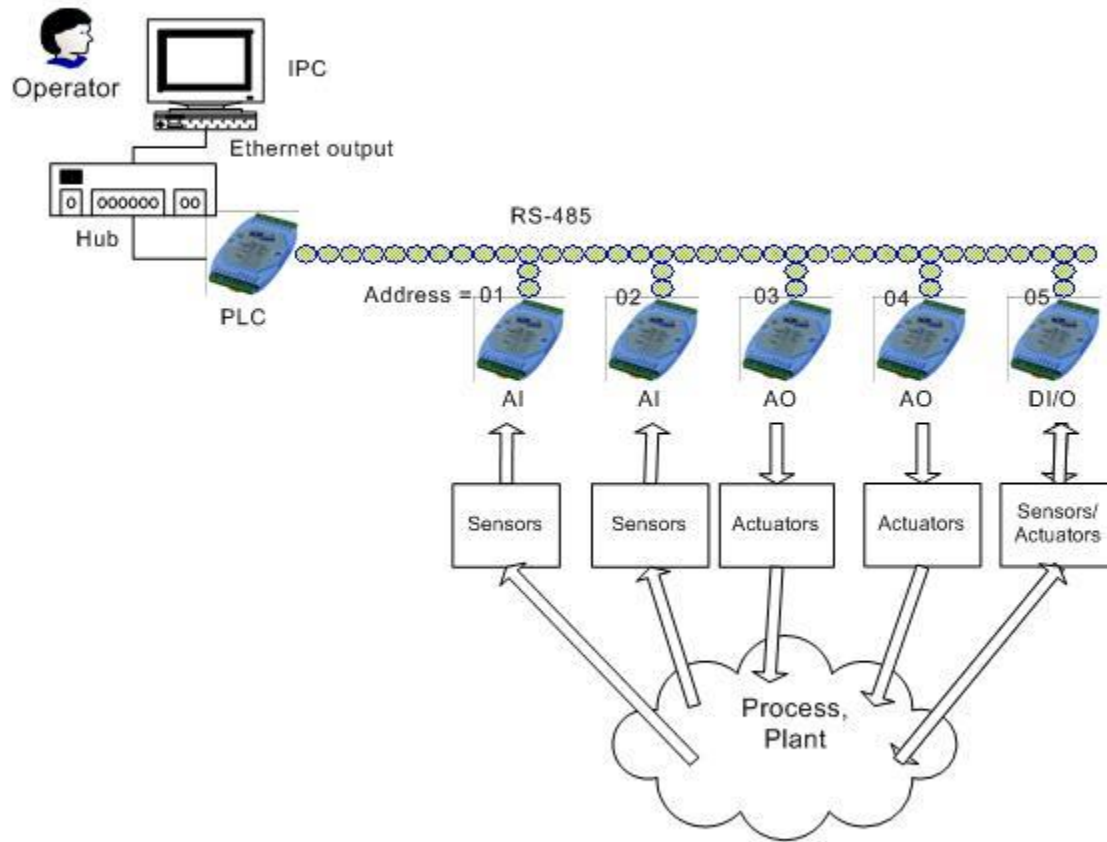 Operator
IPC
Ethernet output
0 000000 00
Hub
RS-485
PLC
Address = 01 02 03 04 05
AI AI AO AO DI/O
Sensors Sensors Actuators Actuators Sensors/
Actuators
Process,
Plant